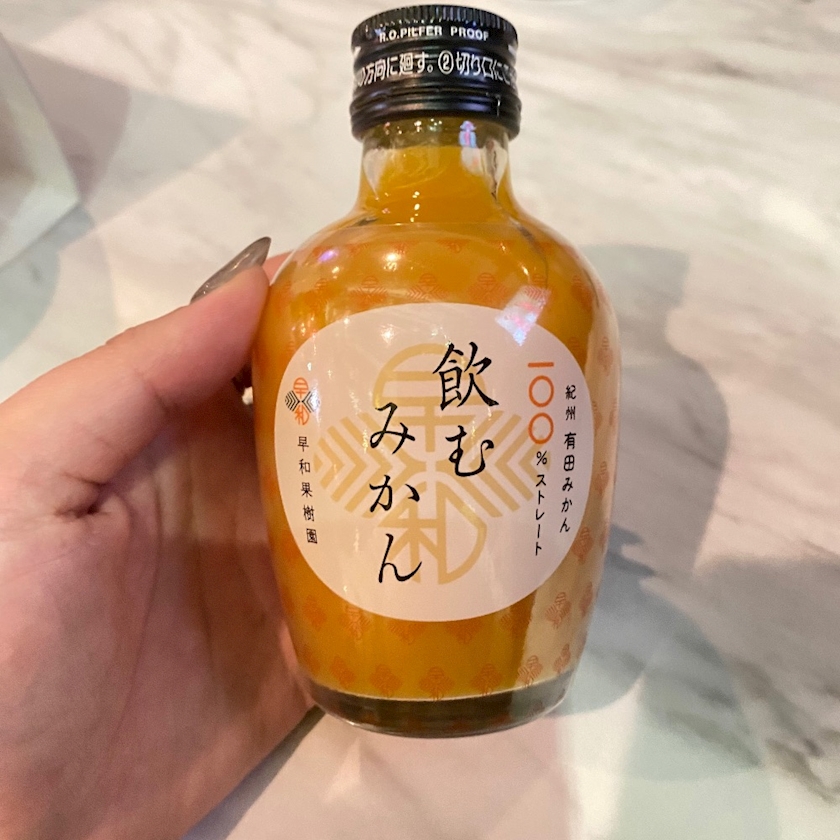 R.O.PILFER PROOF
の方向に廻す。②切り口に
紀州 有田みかん
一〇〇%ストレート
飲む
みかん
早和
早和果樹園